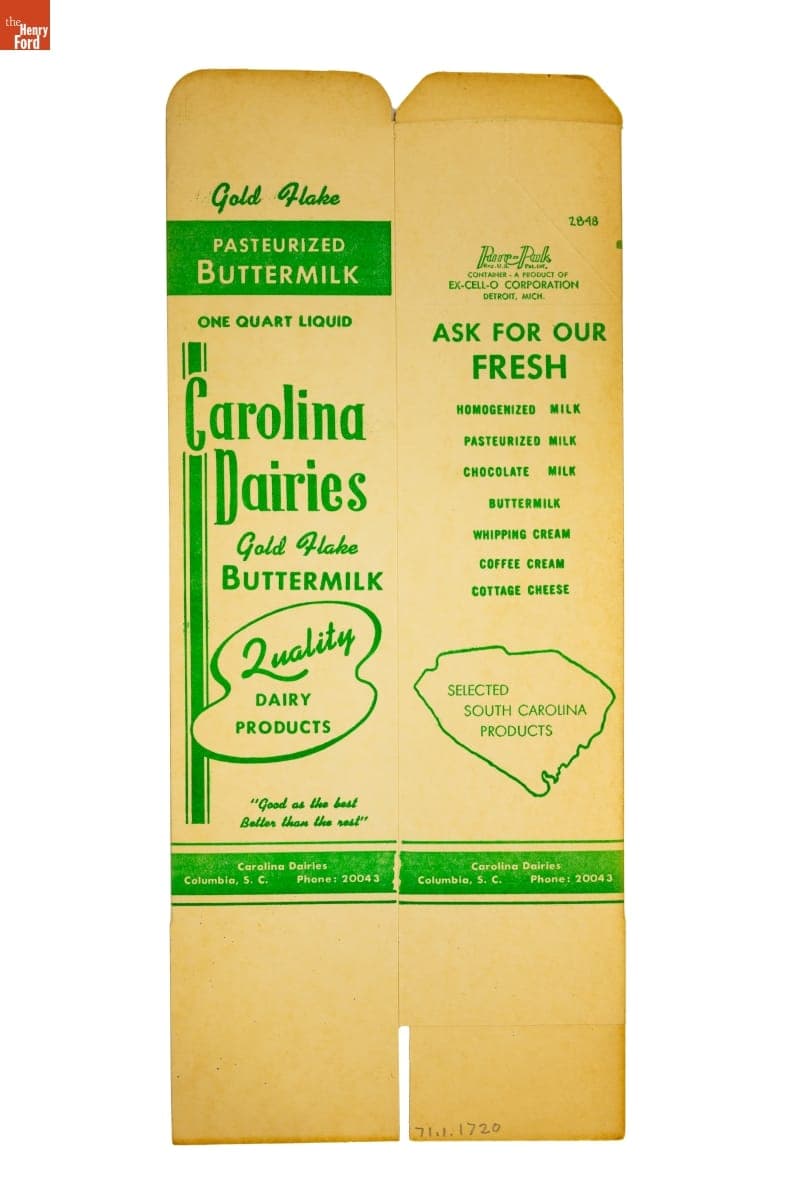 the
Henry
Ford
Gold Flake
PASTEURIZED
BUTTERMILK
ONE QUART LIQUID
Carolina
Dairies
Gold Flake
BUTTERMILK
Quality
DAIRY
PRODUCTS
"Good as the best
Better than the rest"
Carolina Dairies
Columbia, S. C. Phone: 20043
2848
Pure-Pak
Reg. U.S. Pat. Off.
CONTAINER - A PRODUCT OF
EX-CELL-O CORPORATION
DETROIT, MICH.
ASK FOR OUR
FRESH
HOMOGENIZED MILK
PASTEURIZED MILK
CHOCOLATE MILK
BUTTERMILK
WHIPPING CREAM
COFFEE CREAM
COTTAGE CHEESE
SELECTED
SOUTH CAROLINA
PRODUCTS
Carolina Dairies
Columbia, S. C. Phone: 20043
71.1.1720